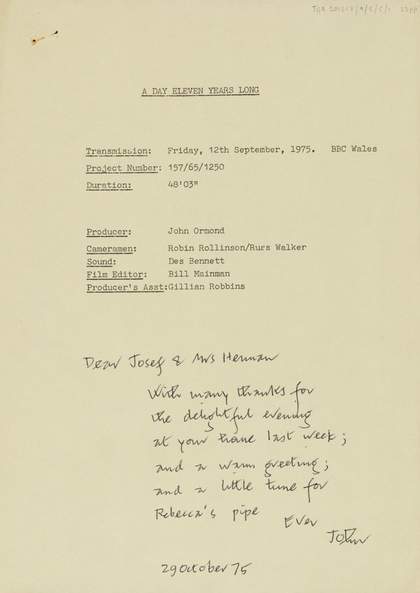 A DAY ELEVEN YEARS LONG
Transmission: Friday, 12th September, 1975. BBC Wales
Project Number: 157/65/1250
Duration: 48'03"
Producer: John Ormond
Cameramen: Robin Rollinson/Russ Walker
Sound: Des Bennett
Film Editor: Bill Mainman
Producer's Asst: Gillian Robbins
Dear Josef & Mrs Herman
With many thanks for
the delightful evening
at your home last week;
and a warm greeting;
and a little tune for
Rebecca's pipe
Ever
John
29 October 75